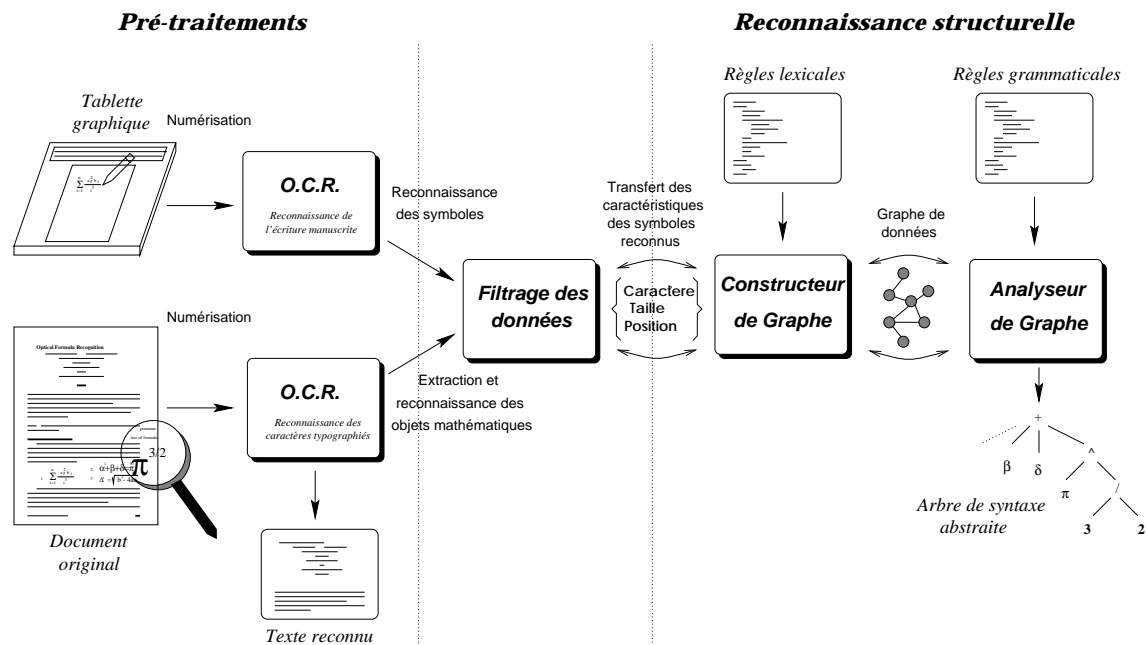 Pré-traitements
Reconnaissance structurelle
Tablette
graphique
Numérisation
O.C.R.
Reconnaissance de
l'écriture manuscrite
Reconnaissance
des symboles
Numérisation
Optical Formula Recognition
π 3/2
α+β+δ=π
Document
original
O.C.R.
Reconnaissance des
caractères typographiés
Extraction et
reconnaissance des
objets mathématiques
Texte reconnu
Filtrage des
données
Transfert des
caractéristiques
des symboles
reconnus
Caractere
Taille
Position
Règles lexicales
Constructeur
de Graphe
Graphe de
données
Règles grammaticales
Analyseur
de Graphe
+
β δ ^
π /
3 2
Arbre de syntaxe
abstraite